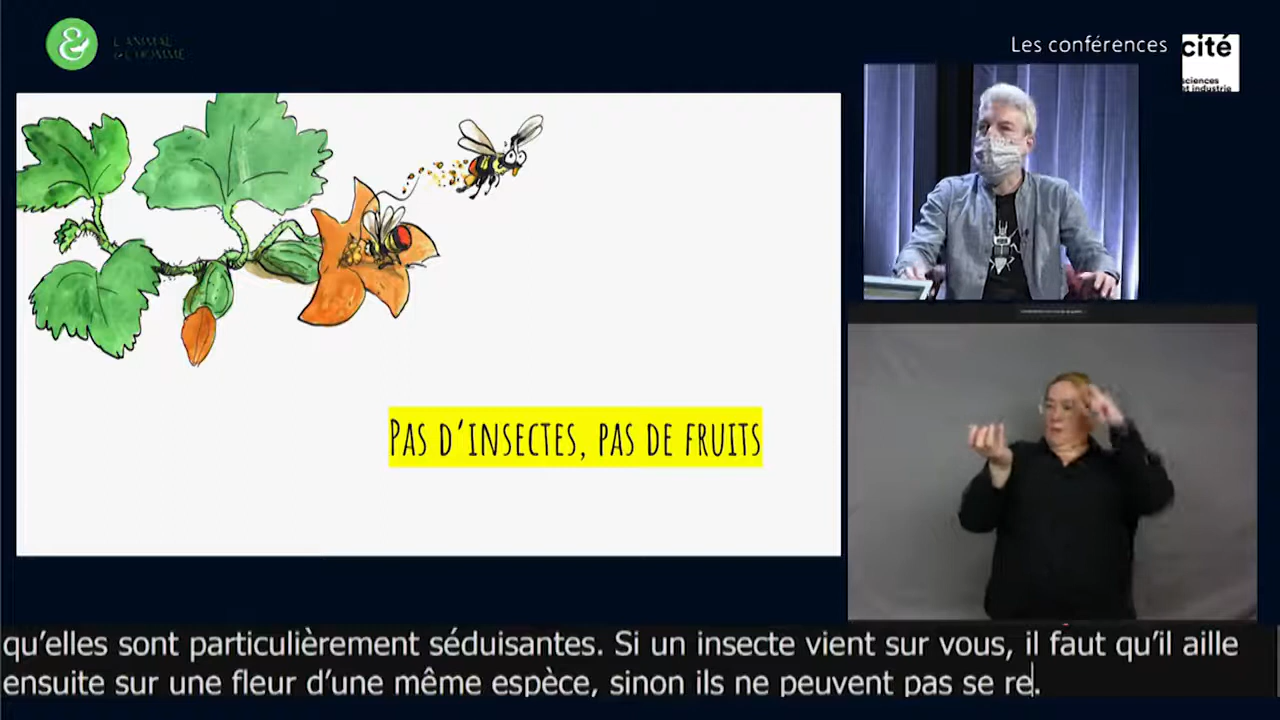 &
L'ANIMAL
& L'HOMME
Les conférences
cité
sciences
et industrie
PAS D'INSECTES, PAS DE FRUITS
qu'elles sont particulièrement séduisantes. Si un insecte vient sur vous, il faut qu'il aille
ensuite sur une fleur d'une même espèce, sinon ils ne peuvent pas se re.